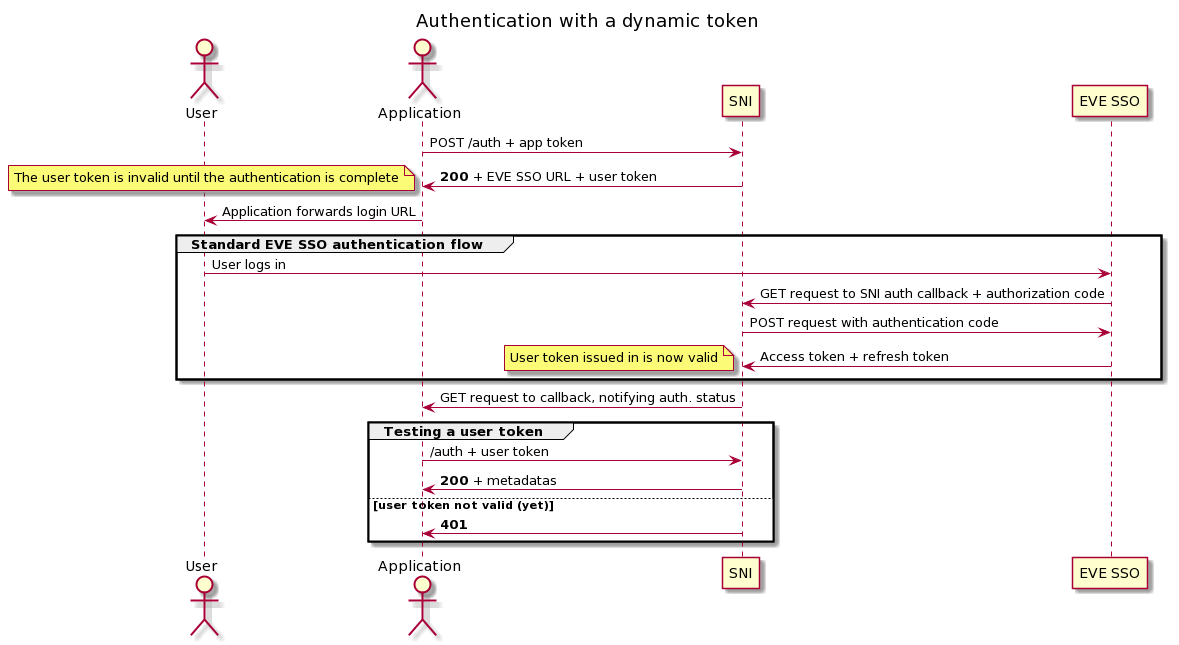 Authentication with a dynamic token
User
Application
SNI
EVE SSO
POST /auth + app token
The user token is invalid until the authentication is complete
200 + EVE SSO URL + user token
Application forwards login URL
Standard EVE SSO authentication flow
User logs in
GET request to SNI auth callback + authorization code
POST request with authentication code
User token issued in is now valid
Access token + refresh token
GET request to callback, notifying auth. status
Testing a user token
/auth + user token
200 + metadatas
[user token not valid (yet)]
401
User
Application
SNI
EVE SSO